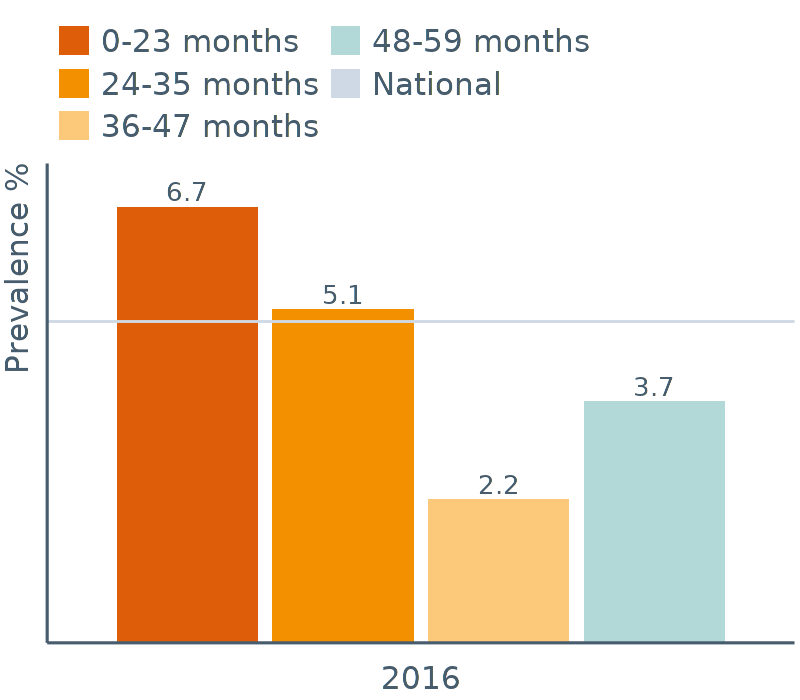 0-23 months
24-35 months
36-47 months
48-59 months
National
Prevalence %
6.7
5.1
2.2
3.7
2016